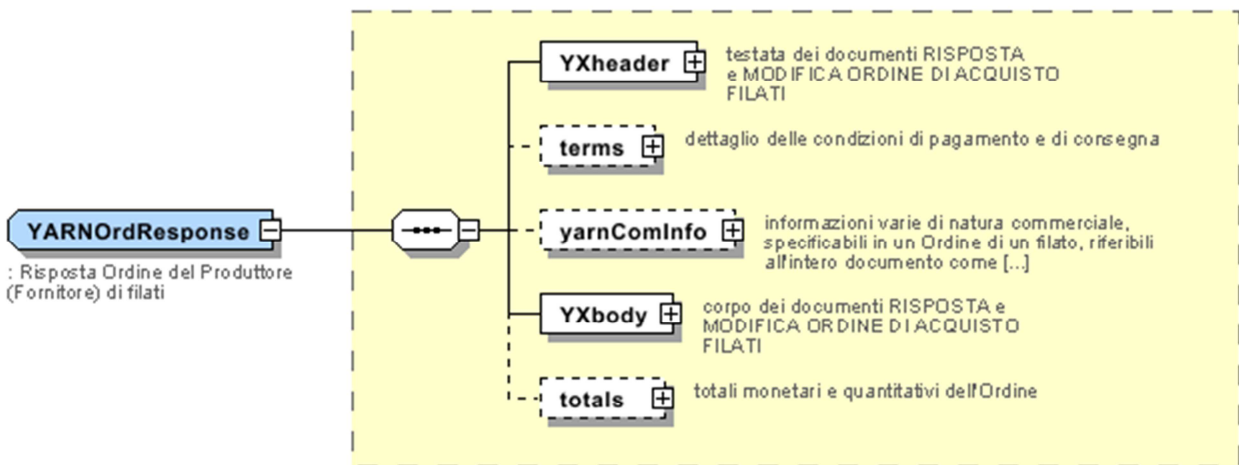 YXheader
testata dei documenti RISPOSTA
e MODIFICA ORDINE DI ACQUISTO
FILATI
terms
dettaglio delle condizioni di pagamento e di consegna
YARNOrdResponse
: Risposta Ordine del Produttore
(Fornitore) di filati
yarnComInfo
informazioni varie di natura commerciale,
specificabili in un Ordine di un filato, riferibili
all'intero documento come [...]
YXbody
corpo dei documenti RISPOSTA e
MODIFICA ORDINE DI ACQUISTO
FILATI
totals
totali monetari e quantitativi dell'Ordine